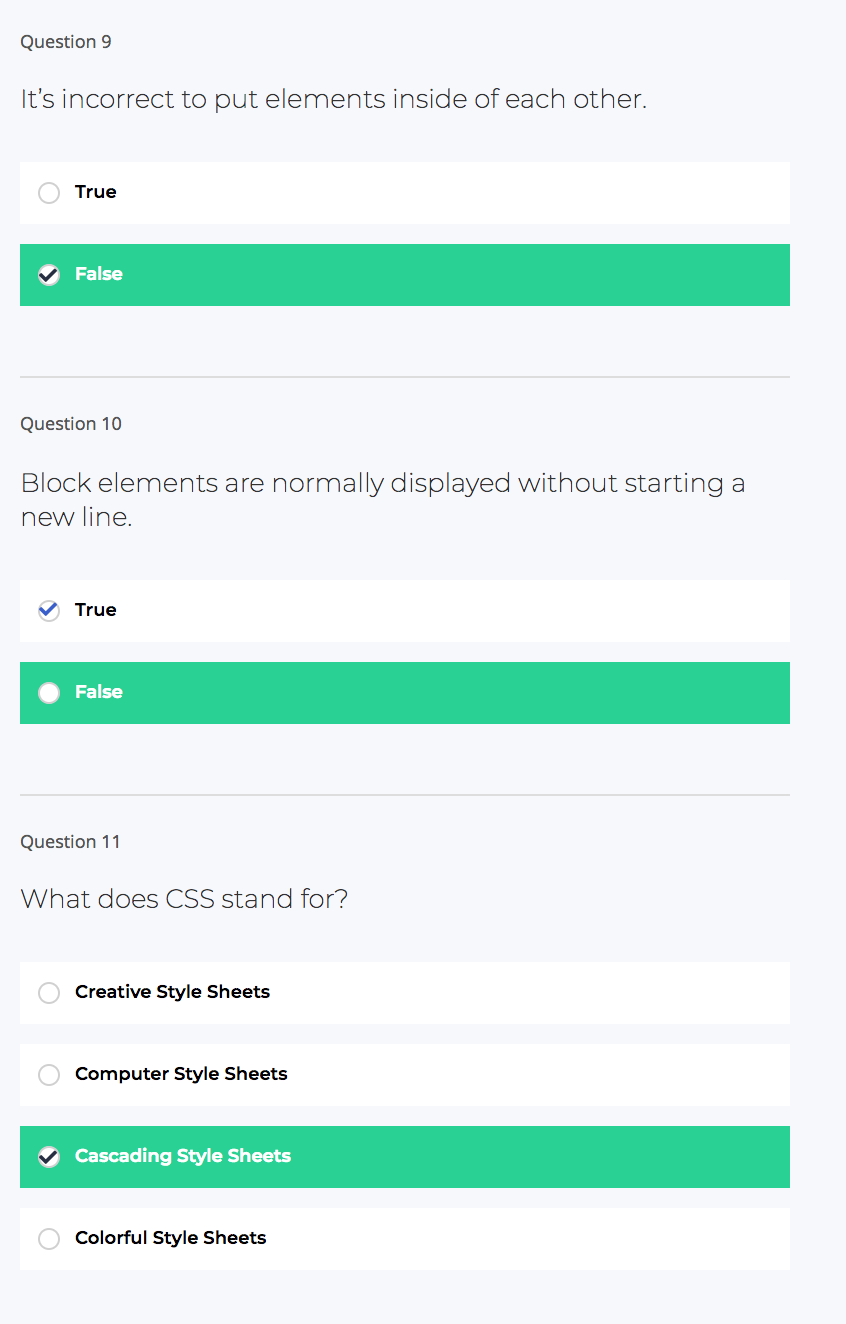 Question 9
It’s incorrect to put elements inside of each other.
True
False
Question 10
Block elements are normally displayed without starting a
new line.
True
False
Question 11
What does CSS stand for?
Creative Style Sheets
Computer Style Sheets
Cascading Style Sheets
Colorful Style Sheets